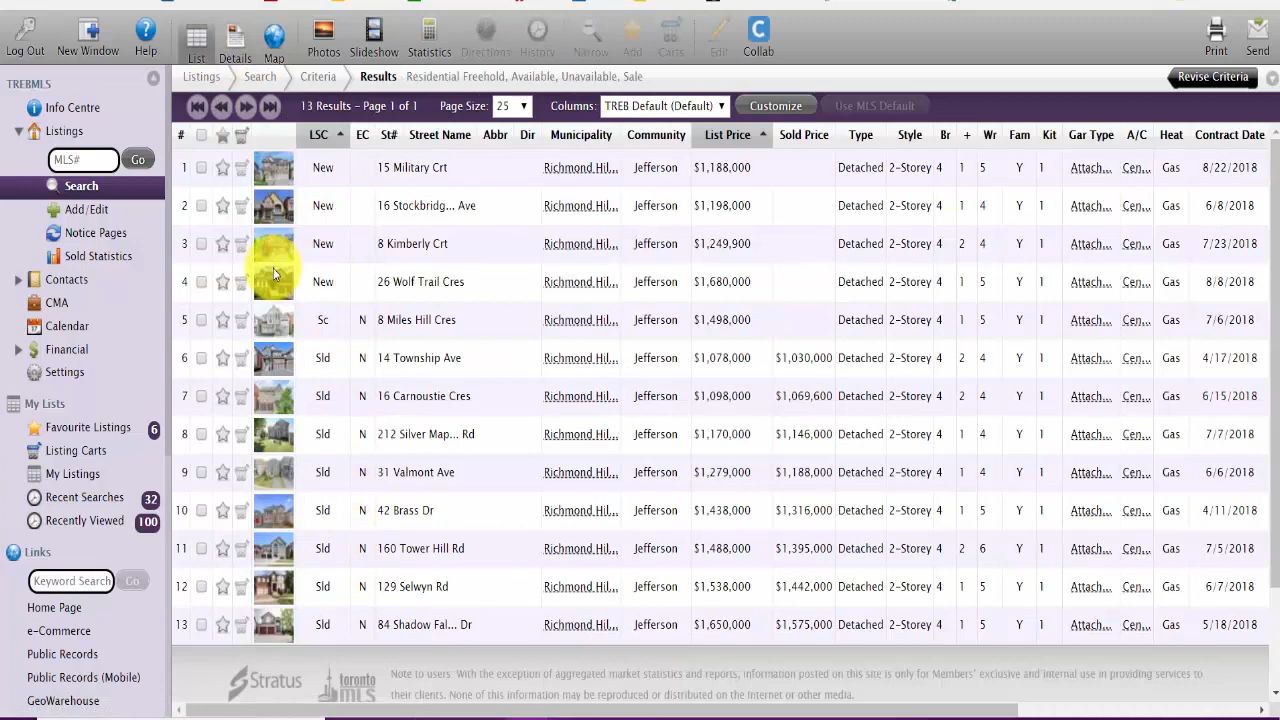 Log Out New Window Help List Details Map Photos Slideshow Statistics Directions History Narrow Add Carts Edit Collab Print Send
TREBMLS
Listings Search Criteria Results Residential Freehold, Available, Unavailable, Sale Revise Criteria
Info Centre
Listings
MLS# Go
Search
Add/Edit
Notice Pages
Sold Statistics
Contacts
CMA
Calendar
Financial
Settings
My Lists
Favourite Listings 6
Listing Carts
My Listings
Recent Searches 32
Recently Viewed 100
Links
Keyword Search Go
Home Page
e-Commerce
Public Records
Public Records (Mobile)
GeoWarehouse
13 Results – Page 1 of 1 Page Size: 25 Columns: TREB Default (Default) Customize Use MLS Default
# LSC EC St# Street Name Abbr Dir Municipality Community List Price Sold Price Type Style Br + Wr Fam Kit Gar Type A/C Heat Contract Date
1 New 15 Military Crt Richmond Hil... Jefferson $1,188,000 Detached 2-Storey 4 1 5 Y 1 Attach... Cen... Gas 8/22/2018
2 New 16 Stockbridg... Ave Richmond Hil... Jefferson $1,198,000 Detached 2-Storey 4 1 4 Y 1 Attach... Cen... Gas 6/8/2018
3 New 8 Kimberly Crt Richmond Hil... Jefferson $1,249,900 Detached 2-Storey 4 2 4 Y 1 Attach... Cen... Gas 7/23/2018
4 New 26 Wolf Trail Cres Richmond Hil... Jefferson $1,680,000 Detached 2-Storey 4 1 5 Y 1 Attach... Cen... Gas 8/8/2018
5 Sc N 8 Miles Hill Cres Richmond Hil... Jefferson $1,498,000 Detached 2-Storey 4 1 5 Y 1 Attach... Cen... Gas 7/6/2018
6 Sld N 14 Township Ave Richmond Hil... Jefferson $1,078,000 $1,030,000 Detached 2-Storey 4 2 4 Y 1 Attach... Cen... Gas 4/17/2018
7 Sld N 16 Cres Richmond Hil... Jefferson $1,098,000 $1,069,600 Detached 2-Storey 4 2 4 Y 1 Attach... Cen... Gas 6/15/2018
8 Sld N 212 Silver Map... Rd Richmond Hil... Jefferson $1,170,000 $1,146,000 Detached 2-Storey 4 1 4 Y 1 Attach... Cen... Gas 7/7/2018
9 Sld N 31 Valmont Ave Richmond Hil... Jefferson $1,279,000 $1,188,000 Detached 2-Storey 4 1 4 Y 1 Attach... Cen... Gas 6/6/2018
10 Sld N 42 Brass Dr Richmond Hil... Jefferson $1,438,000 $1,316,000 Detached 2-Storey 4 1 5 Y 1 Attach... Cen... Gas 4/11/2018
11 Sld N 160 Tower Hill Rd Richmond Hil... Jefferson $1,395,000 Detached 2-Storey 4 2 5 Y 1 Attach... Cen... Gas 7/5/2018
12 Sld N 129 Selwyn Rd Richmond Hil... Jefferson $1,538,000 $1,442,000 Detached 2-Storey 4 1 5 Y 1 Attach... Cen... Gas 6/7/2018
13 Sld N 84 Shadow Fal... Dr Richmond Hil... Jefferson $1,650,000 $1,575,000 Detached 2-Storey 4 1 5 Y 1 Attach... Cen... Gas 5/18/2018
Stratus toronto MLS
Note to users: With the exception of aggregated market statistics and reports, information posted on this site is only for Members' exclusive and internal use in providing services to
their clients. None of this information may be reproduced or distributed on the Internet or other media.